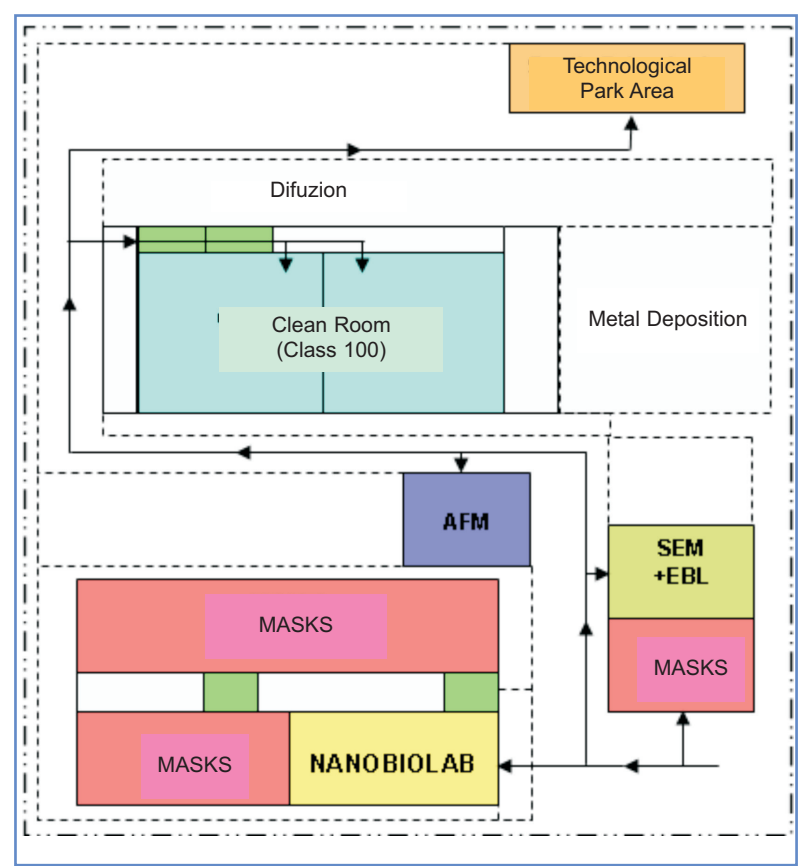 Technological
Park Area
Difuzion
Clean Room
(Class 100)
Metal Deposition
AFM
SEM
+EBL
MASKS
MASKS
MASKS
NANOBIOLAB